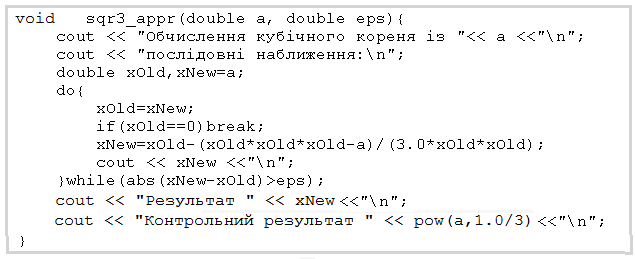 void   sqr3_appr(double a, double eps){
    cout << "Обчислення кубічного кореня із "<< a <<"\n";
    cout << "послідовні наближення:\n";
    double xOld,xNew=a;
    do{
        xOld=xNew;
        if(xOld==0)break;
        xNew=xOld-(xOld*xOld*xOld-a)/(3.0*xOld*xOld);
        cout << xNew <<"\n";
    }while(abs(xNew-xOld)>eps);
    cout << "Результат " << xNew <<"\n";
    cout << "Контрольний результат " << pow(a,1.0/3) <<"\n";
}